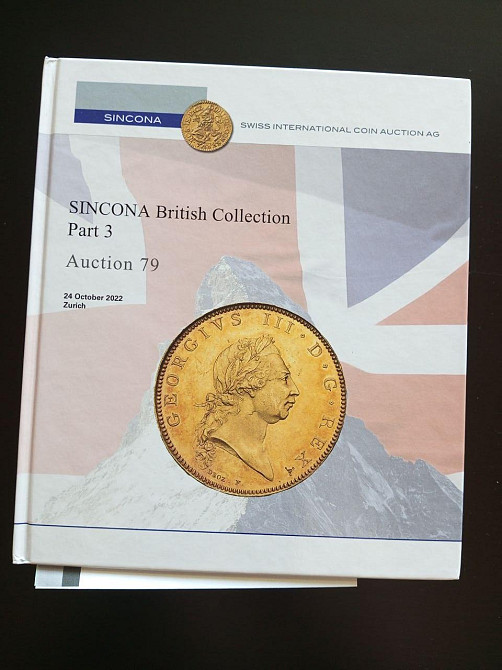 SINCONA
SWISS INTERNATIONAL COIN AUCTION AG
SINCONA British Collection
Part 3
Auction 79
24 October 2022
Zurich
GEORGIVS III·D·G·REX·